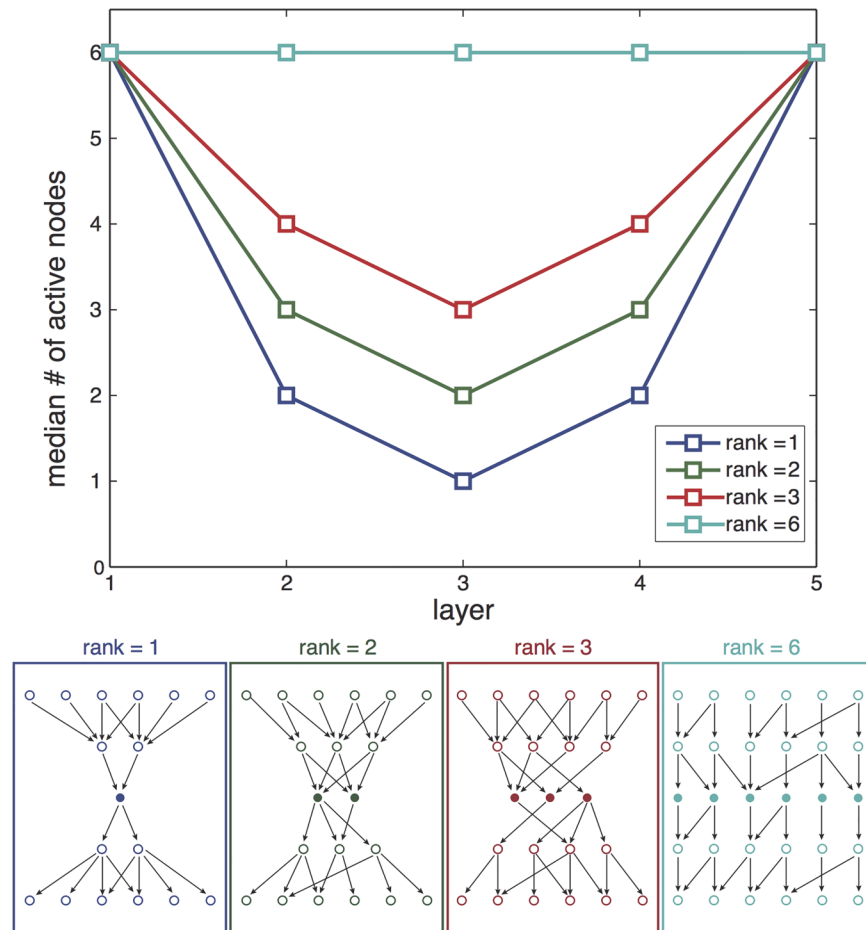 median # of active nodes
6
5
4
3
2
1
0
1 2 3 4 5
layer
rank =1
rank =2
rank =3
rank =6
rank = 1 rank = 2 rank = 3 rank = 6